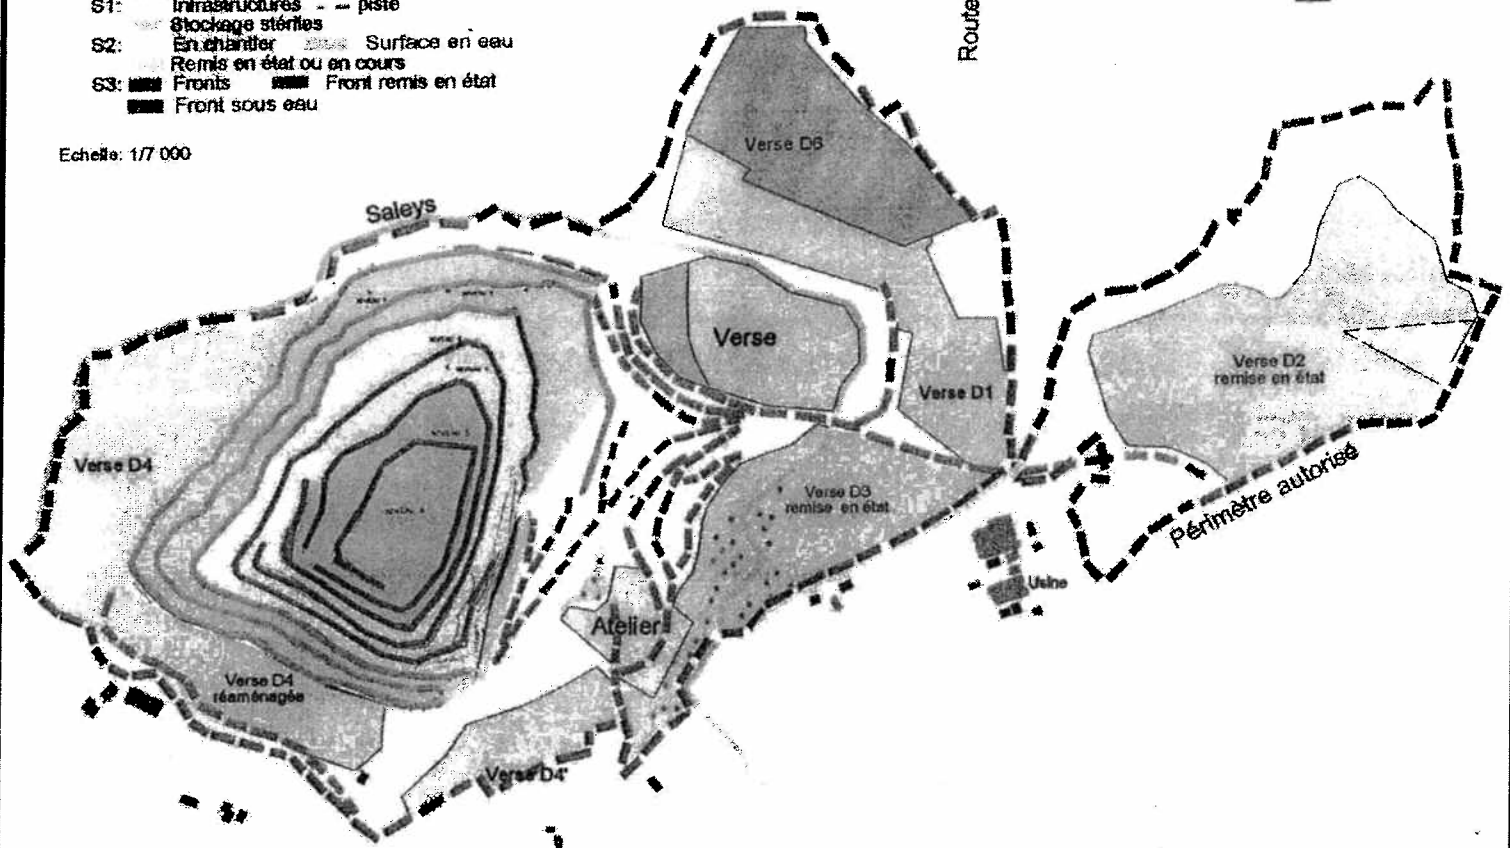 S1: Infrastructures - - piste
Stockage stériles
S2: En chantier Surface en eau
Remis en état ou en cours
S3: Fronts Front remis en état
Front sous eau
Echelle: 1/7 000
Route
Saleys
Verse D6
Verse
Verse D1
Verse D2
remise en état
Verse D4
Verse D3
remise en état
Périmètre autorisé
Usine
Atelier
Verse D4
réaménagée
Verse D4'